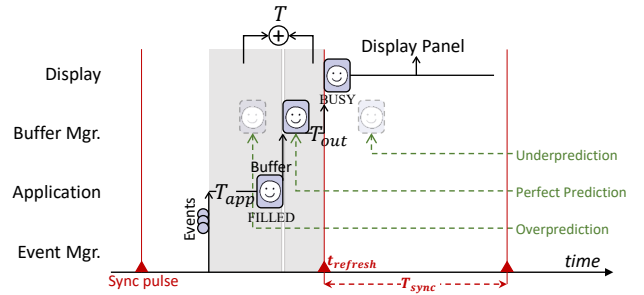 T
+
Display Panel
Display
BUSY
Buffer Mgr.
T_out
Underprediction
Buffer
Application
T_app
Perfect Prediction
FILLED
Events
Overprediction
Event Mgr.
t_refresh
time
Sync pulse
T_sync